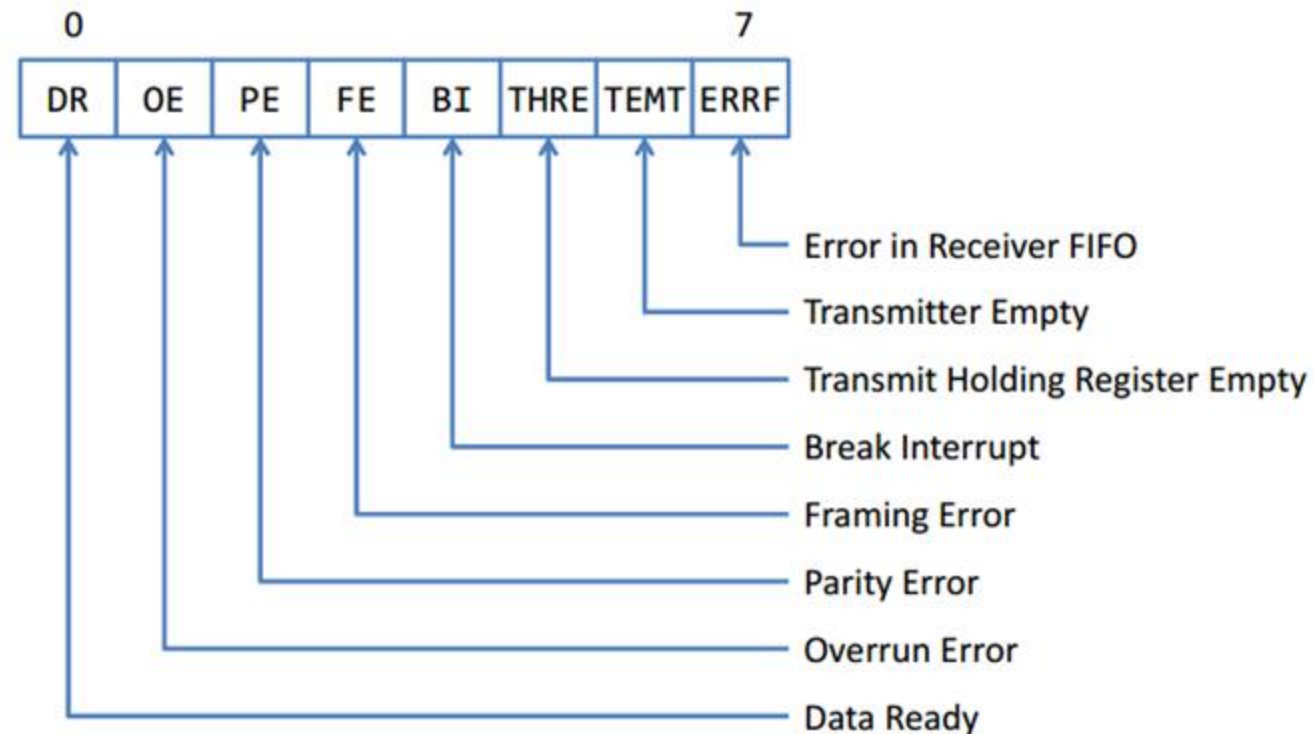 0 7
DR OE PE FE BI THRE TEMT ERRF
Error in Receiver FIFO
Transmitter Empty
Transmit Holding Register Empty
Break Interrupt
Framing Error
Parity Error
Overrun Error
Data Ready